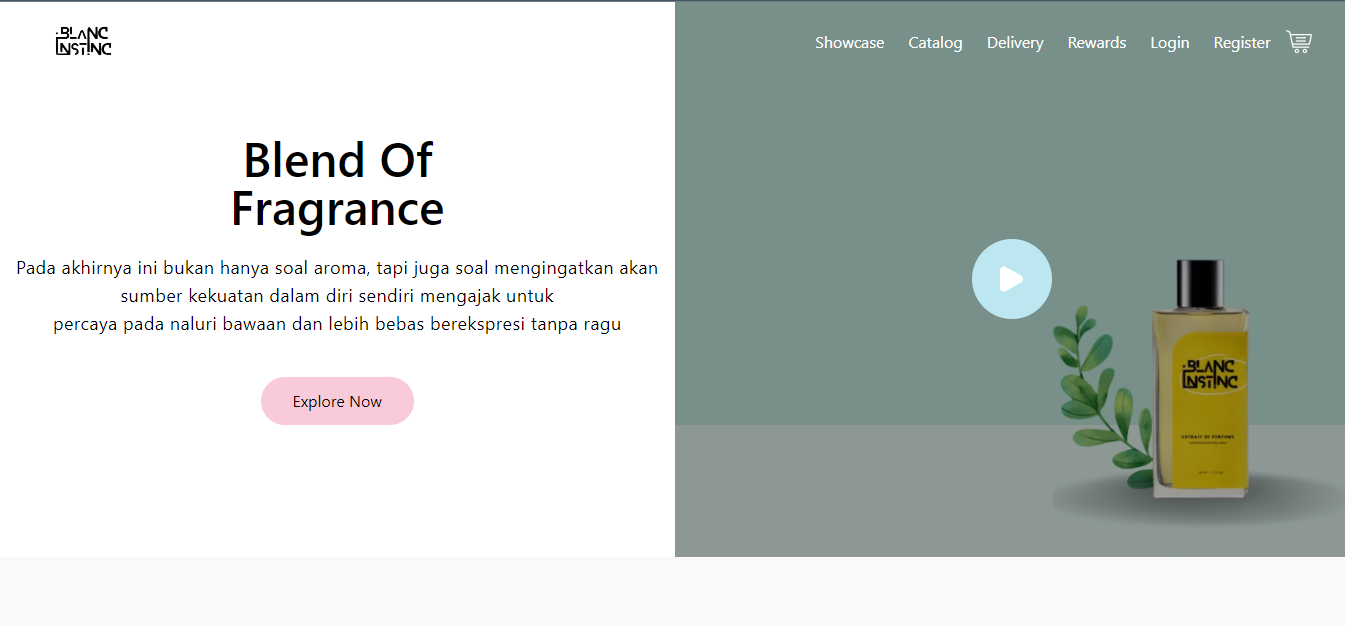 BLANC
INSTINC
Showcase Catalog Delivery Rewards Login Register
Blend Of
Fragrance
Pada akhirnya ini bukan hanya soal aroma, tapi juga soal mengingatkan akan
sumber kekuatan dalam diri sendiri mengajak untuk
percaya pada naluri bawaan dan lebih bebas berekspresi tanpa ragu
Explore Now
BLANC
INSTINC
EXTRAIT DE PERFUME